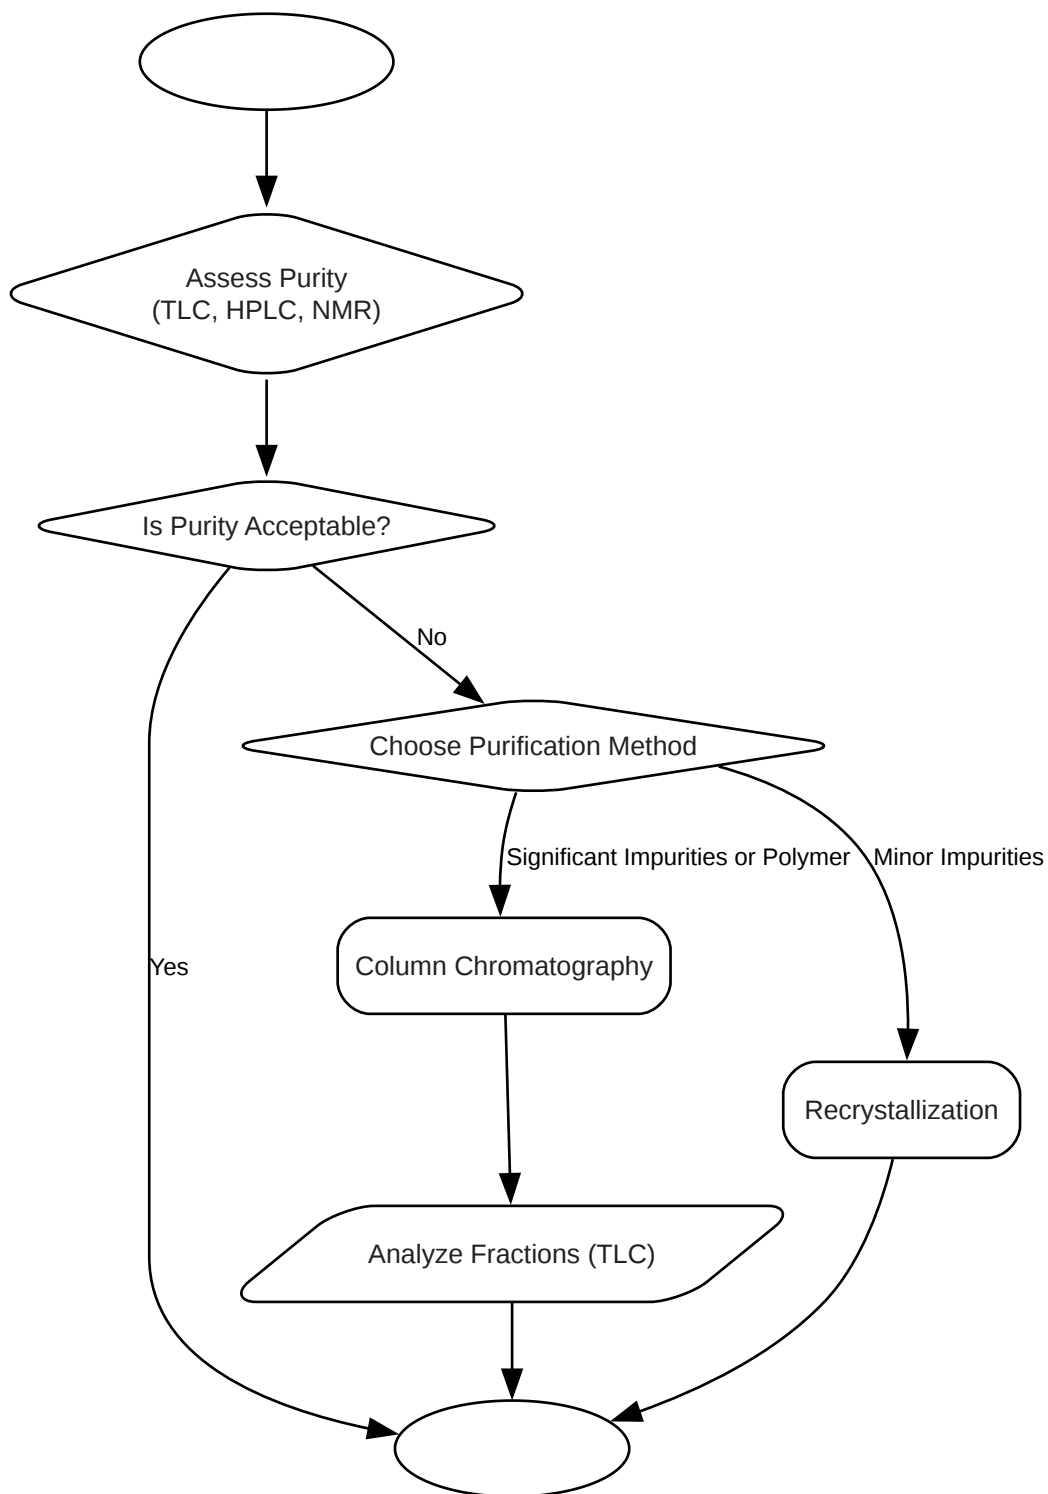 Assess Purity
(TLC, HPLC, NMR)
Is Purity Acceptable?
No
Choose Purification Method
Significant Impurities or Polymer
Minor Impurities
Yes
Column Chromatography
Recrystallization
Analyze Fractions (TLC)